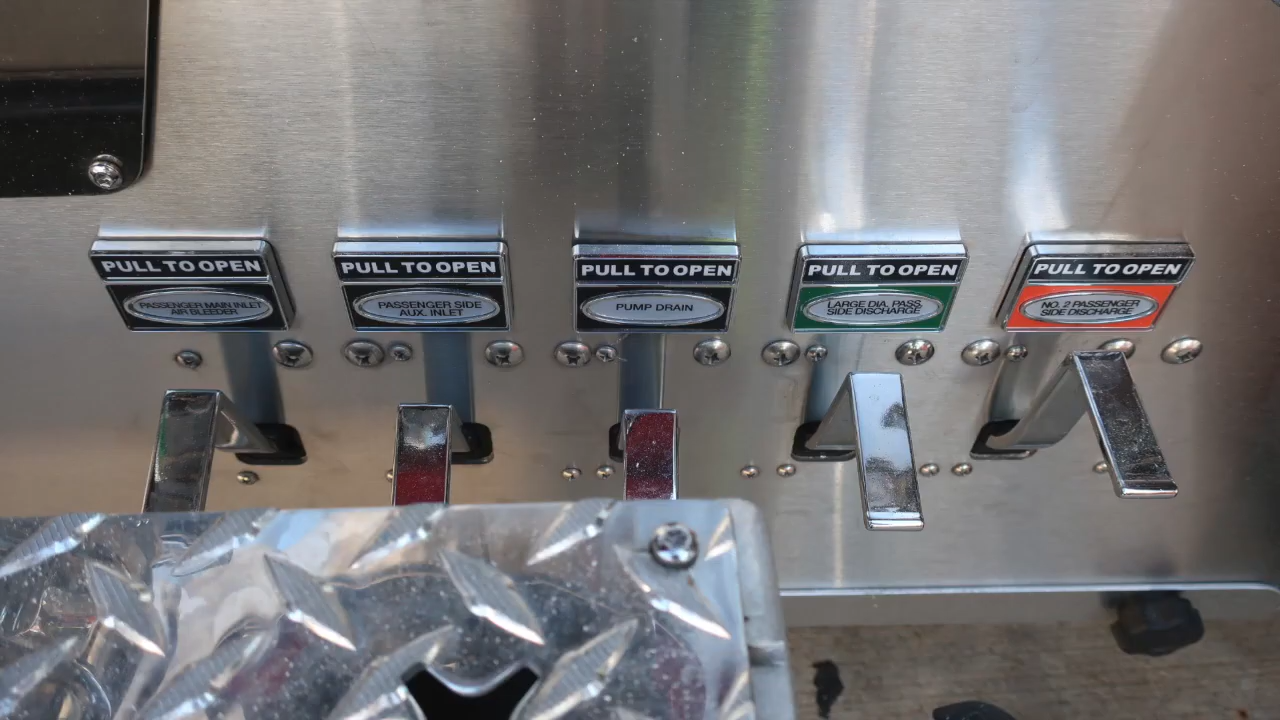 PULL TO OPEN
PASSENGER MAIN INLET
AIR BLEEDER
PULL TO OPEN
PASSENGER SIDE
AUX. INLET
PULL TO OPEN
PUMP DRAIN
PULL TO OPEN
LARGE DIA. PASS.
SIDE DISCHARGE
PULL TO OPEN
NO. 2 PASSENGER
SIDE DISCHARGE